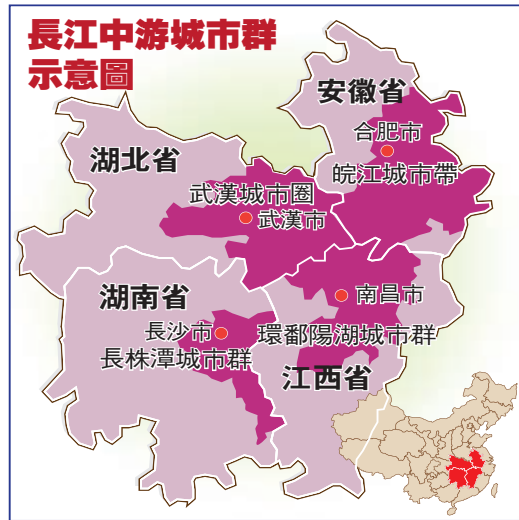 長江中游城市群
示意圖
安徽省
合肥市
皖江城市帶
湖北省
武漢城市圈
武漢市
湖南省
長沙市
長株潭城市群
南昌市
環鄱陽湖城市群
江西省